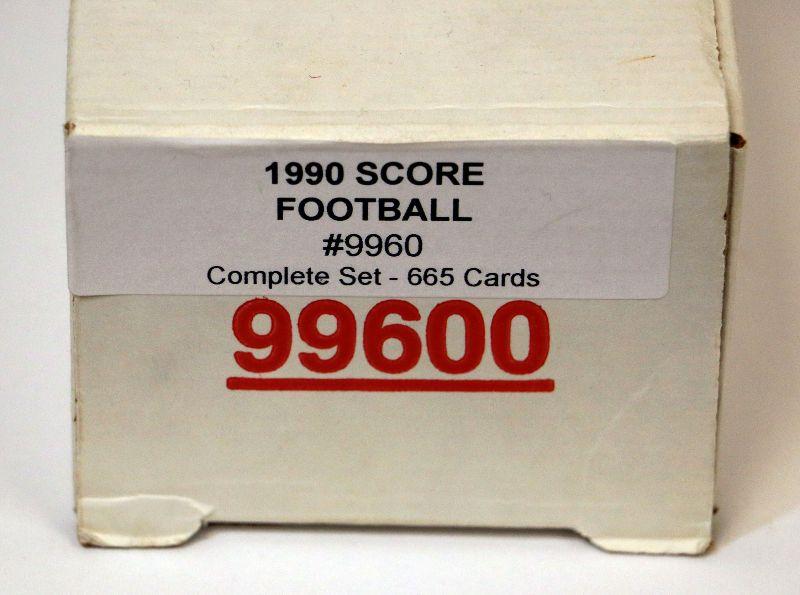 1990 SCORE
FOOTBALL
#9960
Complete Set - 665 Cards
99600